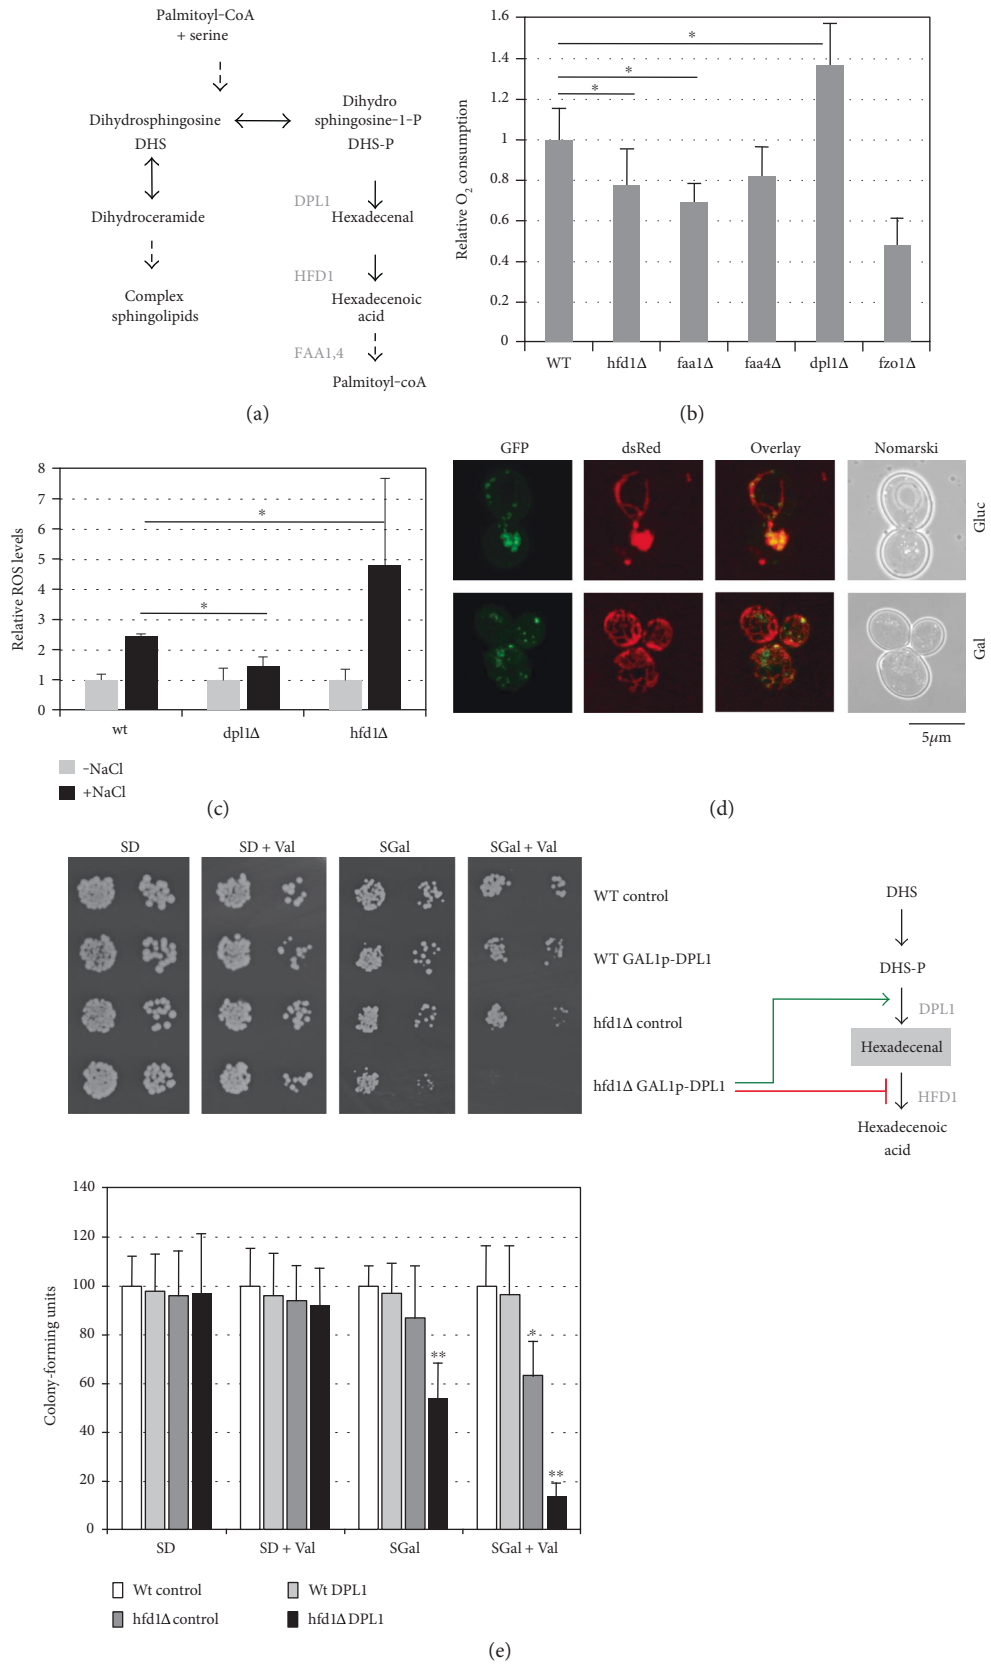 Palmitoyl-CoA
+ serine
Dihydrosphingosine
DHS
Dihydro
sphingosine-1-P
DHS-P
DPL1
Dihydroceramide
Hexadecenal
HFD1
Complex
sphingolipids
Hexadecenoic
acid
FAA1,4
Palmitoyl-coA
(a)
Relative O2 consumption
1.6
1.4
1.2
1
0.8
0.6
0.4
0.2
0
*
*
*
WT hfd1Δ faa1Δ faa4Δ dpl1Δ fzo1Δ
(b)
Relative ROS levels
8
7
6
5
4
3
2
1
0
*
*
wt dpl1Δ hfd1Δ
-NaCl
+NaCl
(c)
GFP dsRed Overlay Nomarski
Gluc
Gal
5μm
(d)
SD SD + Val SGal SGal + Val
WT control
WT GAL1p-DPL1
hfd1Δ control
hfd1Δ GAL1p-DPL1
DHS
DHS-P
DPL1
Hexadecenal
HFD1
Hexadecenoic
acid
Colony-forming units
140
120
100
80
60
40
20
0
**
*
**
SD SD + Val SGal SGal + Val
Wt control Wt DPL1
hfd1Δ control hfd1Δ DPL1
(e)